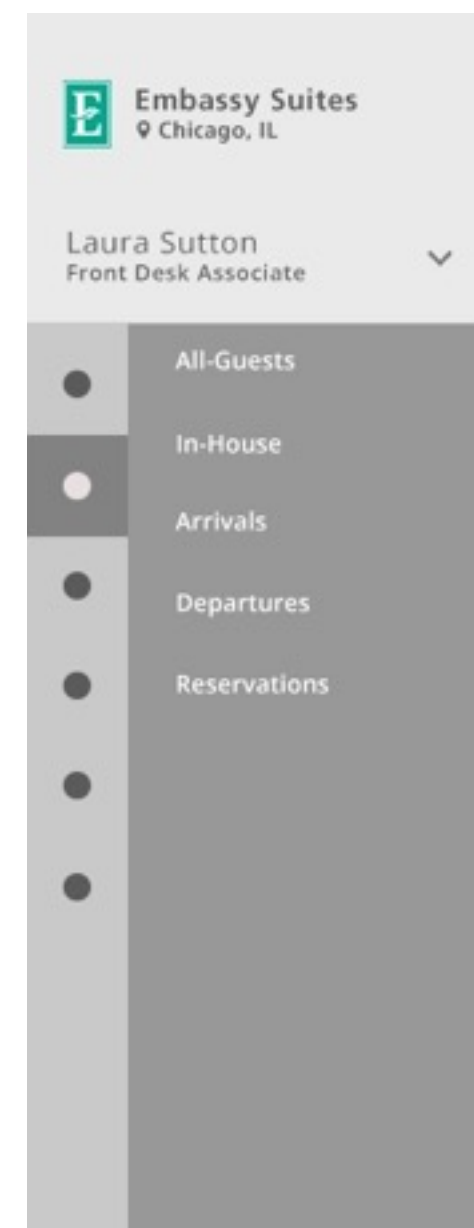 E
Embassy Suites
Chicago, IL
Laura Sutton
Front Desk Associate
All-Guests
In-House
Arrivals
Departures
Reservations